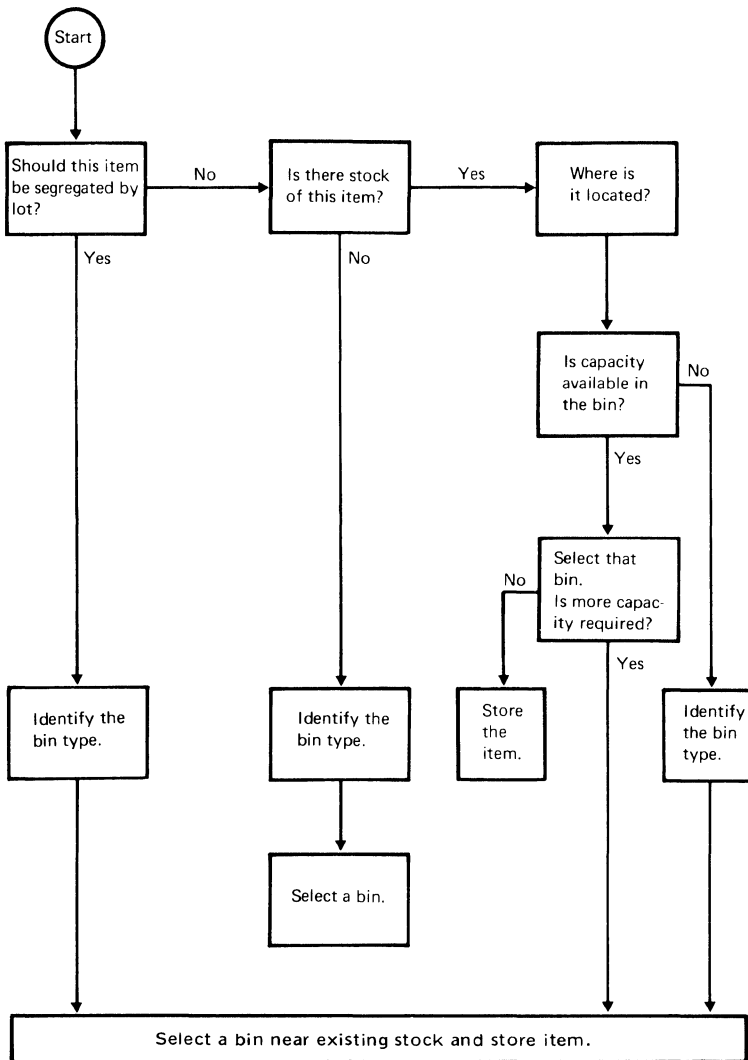 Start
Should this item
be segregated by
lot?
No
Is there stock
of this item?
Yes
Where is
it located?
Yes
No
Is capacity
available in
the bin?
No
Yes
Select that
bin.
Is more capac-
ity required?
No
Yes
Identify the
bin type.
Identify the
bin type.
Store
the
item.
Identify
the bin
type.
Select a bin.
Select a bin near existing stock and store item.